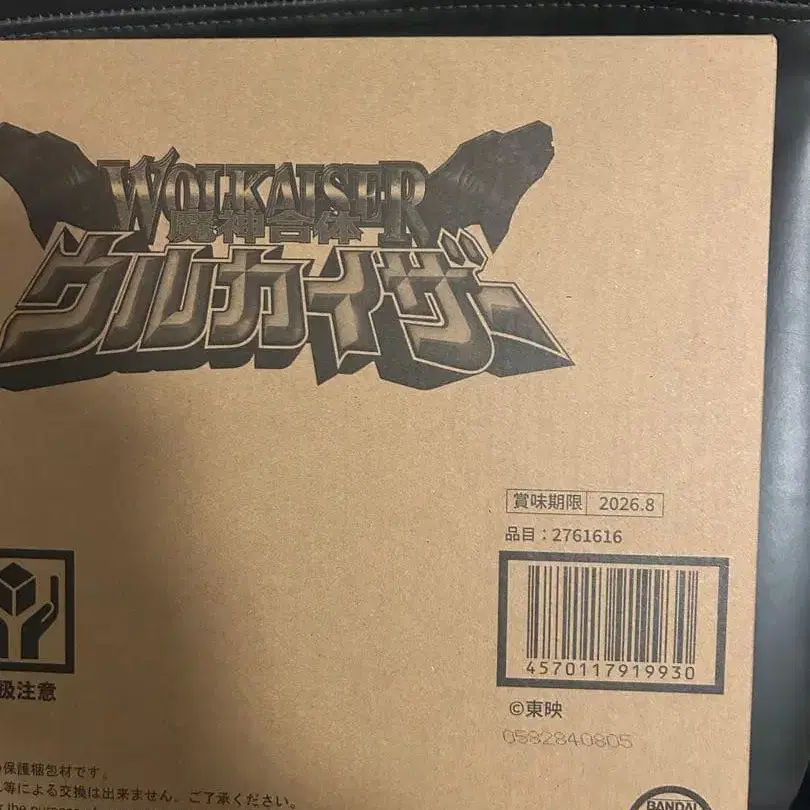 WOLKAISER
魔神合体
ウルカイザー
賞味期限 2026.8
品目：2761616
4570117919930
扱注意
©東映
0582840805
保護梱包材です。
等による交換は出来ません。ご了承ください。
BANDAI